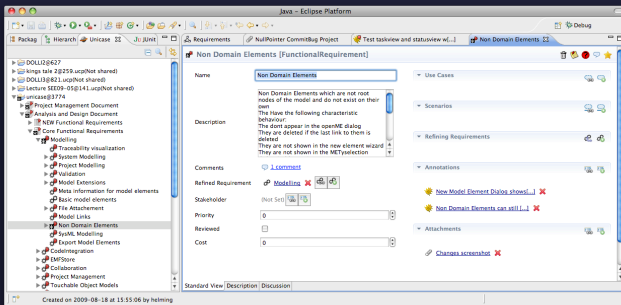 Java - Eclipse Platform
Debug
Packag
Hierarch
Unicase
JUnit
Requirements
NullPointer CommitBug Project
Test taskview and statusview w[...]
Non Domain Elements
DOLLI2@627
kings tale 2@259.ucp(Not shared)
DOLLI3@821.ucp(Not shared)
Lecture SEE09-05@141.ucp(Not shared)
unicase@3774
Project Management Document
Analysis and Design Document
NEW Functional Requirements
Core Functional Requirements
Modelling
Traceability visualization
System Modelling
Project Modelling
Validation
Model Extensions
Meta information for model elements
Basic model elements
File Attachement
Model Links
Non Domain Elements
SysML Modelling
Export Model Elements
CodeIntegration
EMFStore
Collaboration
Project Management
Touchable Object Models
Non Domain Elements [FunctionalRequirement]
Name
Non Domain Elements
Description
Non Domain Elements which are not root
nodes of the model and do not exist on their
own
The Have the following characteristic
behaviour:
The dont appear in the openME dialog
They are deleted if the last link to them is
deleted
They are not shown in the new element wizard
They are not shown in the METyselection
Comments
1 comment
Refined Requirement
Modelling
Stakeholder
(Not Set)
Priority
0
Reviewed
Cost
0
Use Cases
Scenarios
Refining Requirements
Annotations
New Model Element Dialog shows[...]
Non Domain Elements can still [...]
Attachments
Changes screenshot
Standard View
Description
Discussion
Created on 2009-08-18 at 15:55:06 by helming